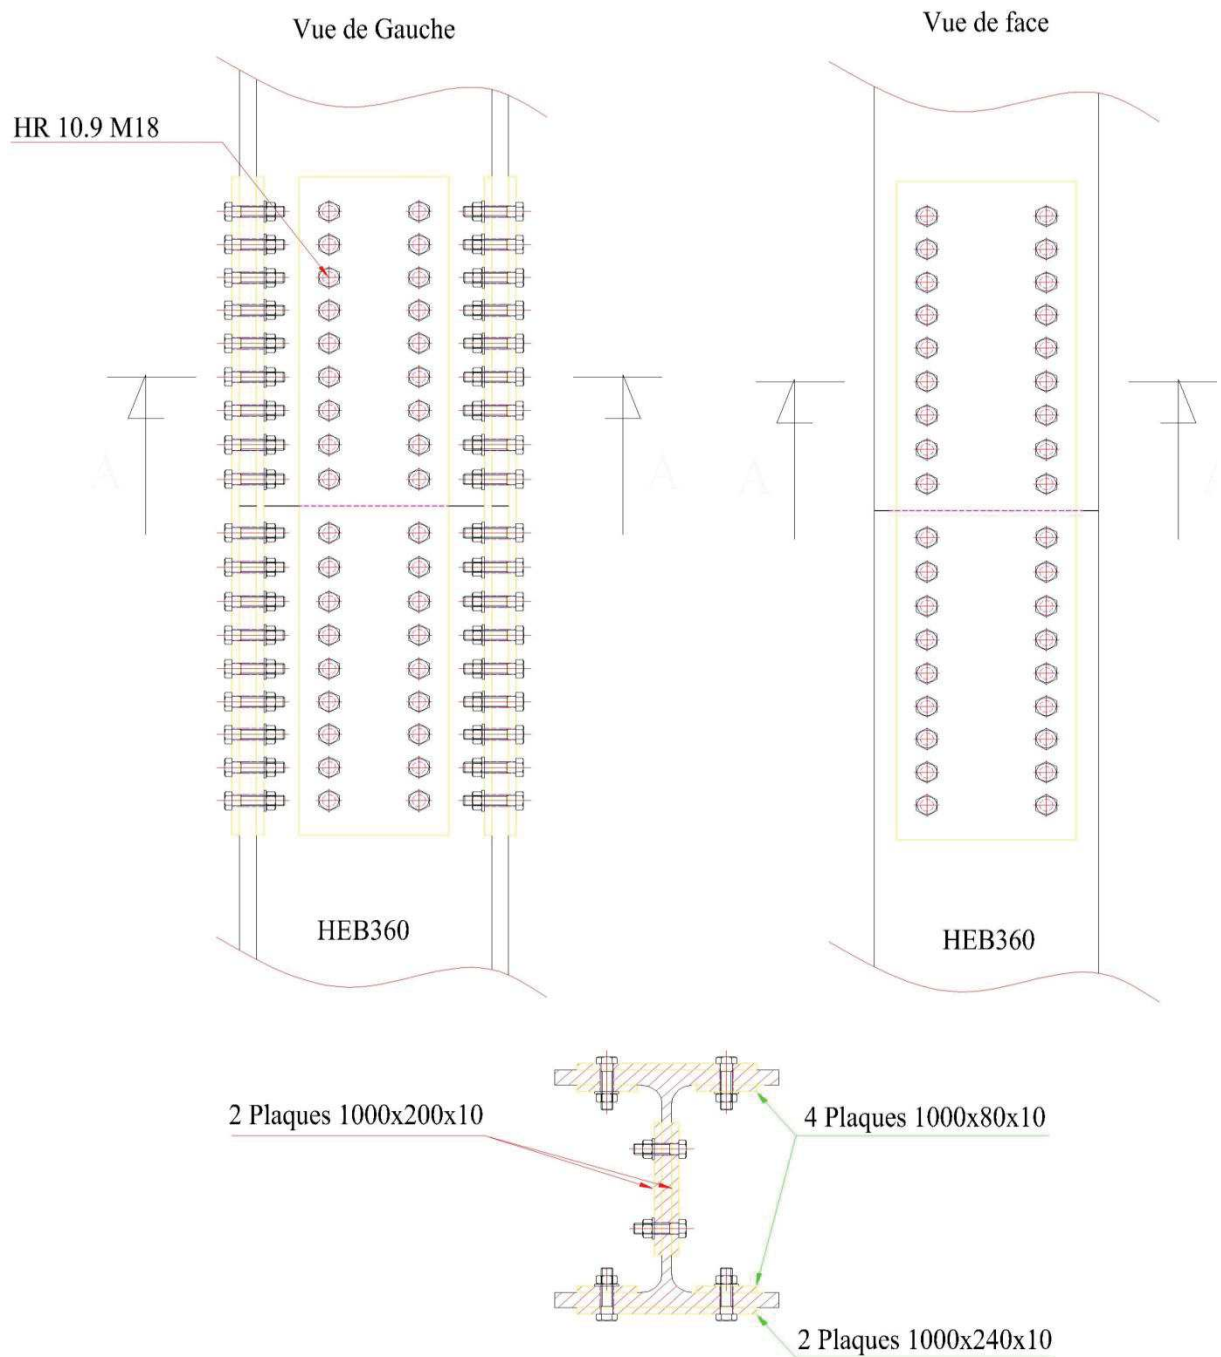 Vue de Gauche
Vue de face
HR 10.9 M18
A
A
A
A
HEB360
HEB360
2 Plaques 1000x200x10
4 Plaques 1000x80x10
2 Plaques 1000x240x10